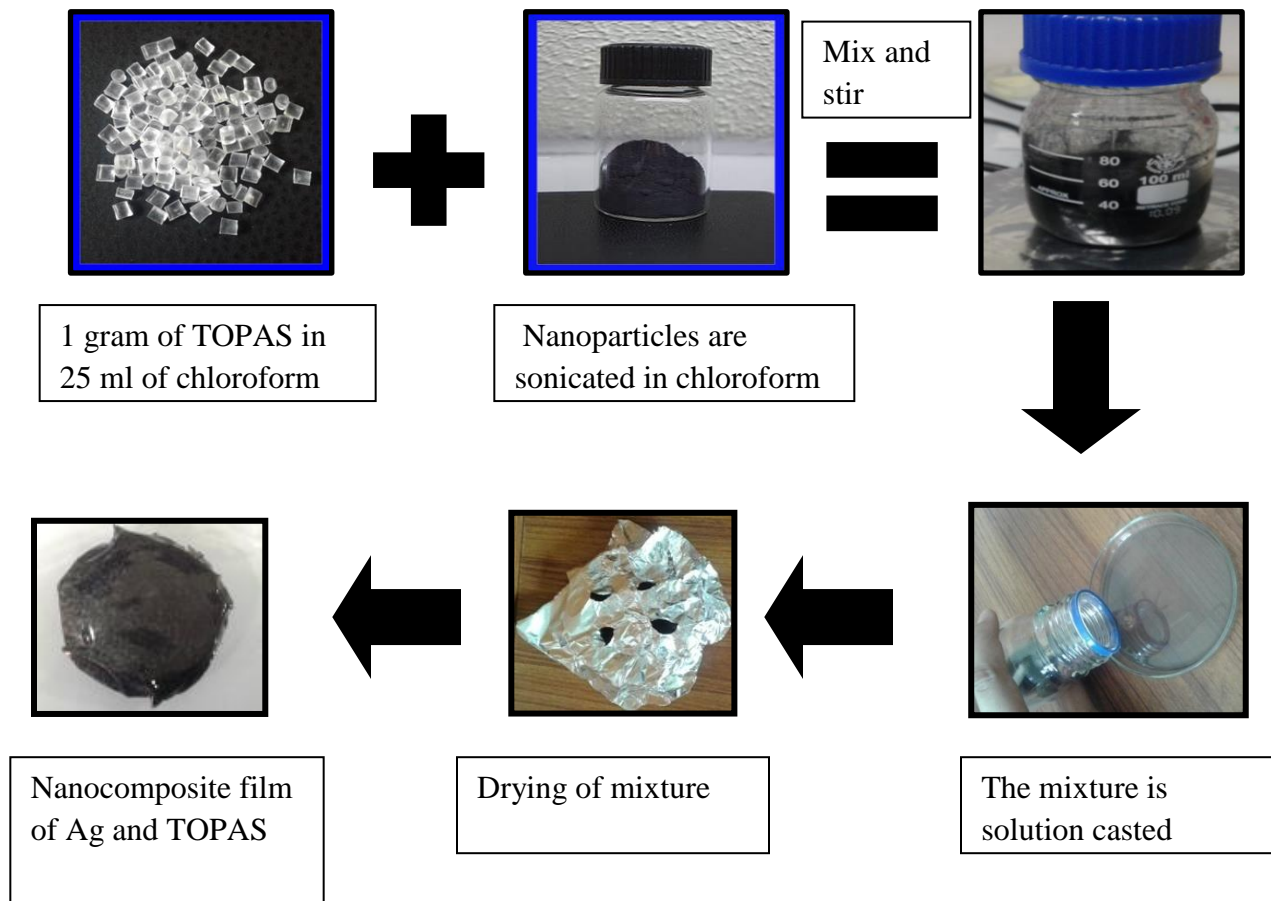 Mix and
stir
80
60
40
APPROX
100 ml
1 gram of TOPAS in
25 ml of chloroform
Nanoparticles are
sonicated in chloroform
Nanocomposite film
of Ag and TOPAS
Drying of mixture
The mixture is
solution casted